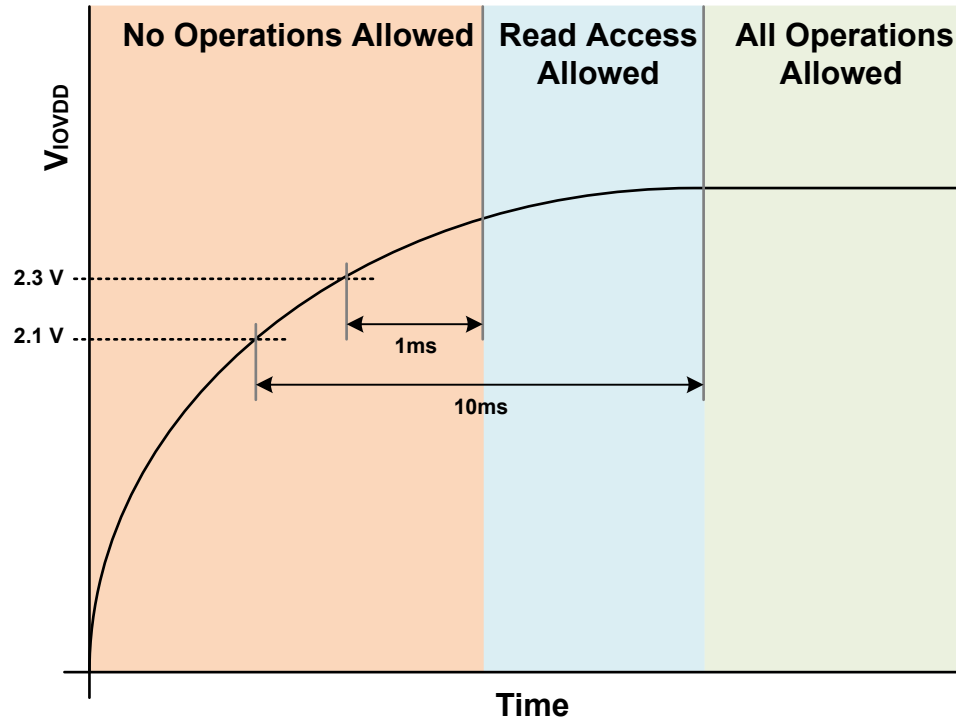 No Operations Allowed
Read Access
Allowed
All Operations
Allowed
VIOVDD
2.3 V
2.1 V
1ms
10ms
Time